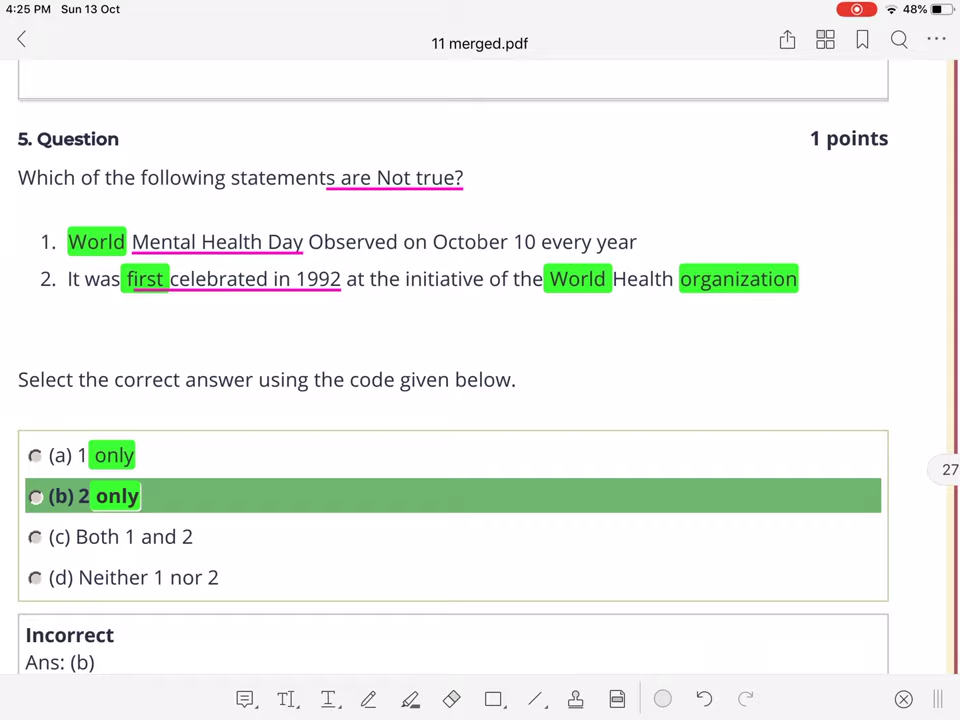 4:25 PM Sun 13 Oct
48%
11 merged.pdf
5. Question
1 points
Which of the following statements are Not true?
1. World Mental Health Day Observed on October 10 every year
2. It was first celebrated in 1992 at the initiative of the World Health organization
Select the correct answer using the code given below.
(a) 1 only
(b) 2 only
27
(c) Both 1 and 2
(d) Neither 1 nor 2
Incorrect
Ans: (b)